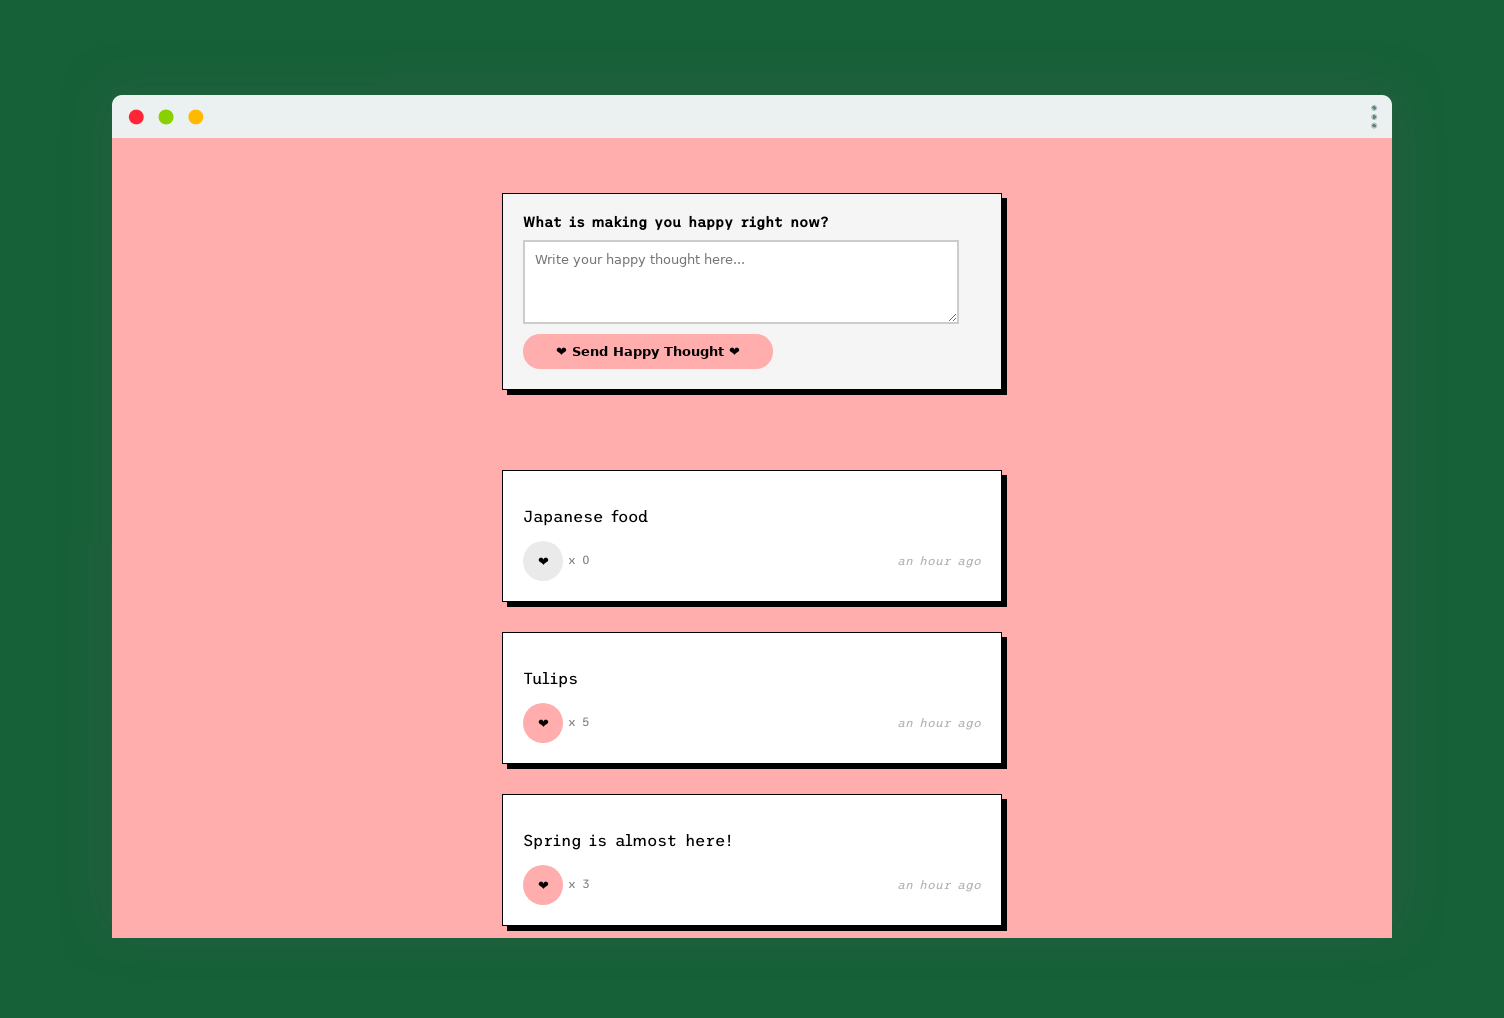 What is making you happy right now?
Write your happy thought here...
❤ Send Happy Thought ❤
Japanese food
❤ x 0 an hour ago
Tulips
❤ x 5 an hour ago
Spring is almost here!
❤ x 3 an hour ago